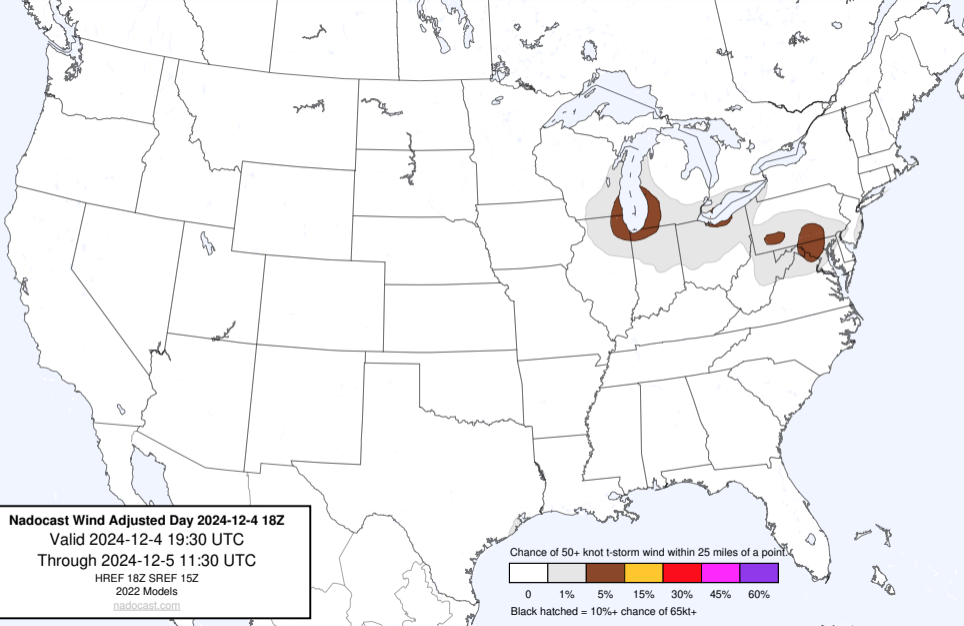 Nadocast Wind Adjusted Day 2024-12-4 18Z
Valid 2024-12-4 19:30 UTC
Through 2024-12-5 11:30 UTC
HREF 18Z SREF 15Z
2022 Models
nadocast.com
Chance of 50+ knot t-storm wind within 25 miles of a point.
0 1% 5% 15% 30% 45% 60%
Black hatched = 10%+ chance of 65kt+